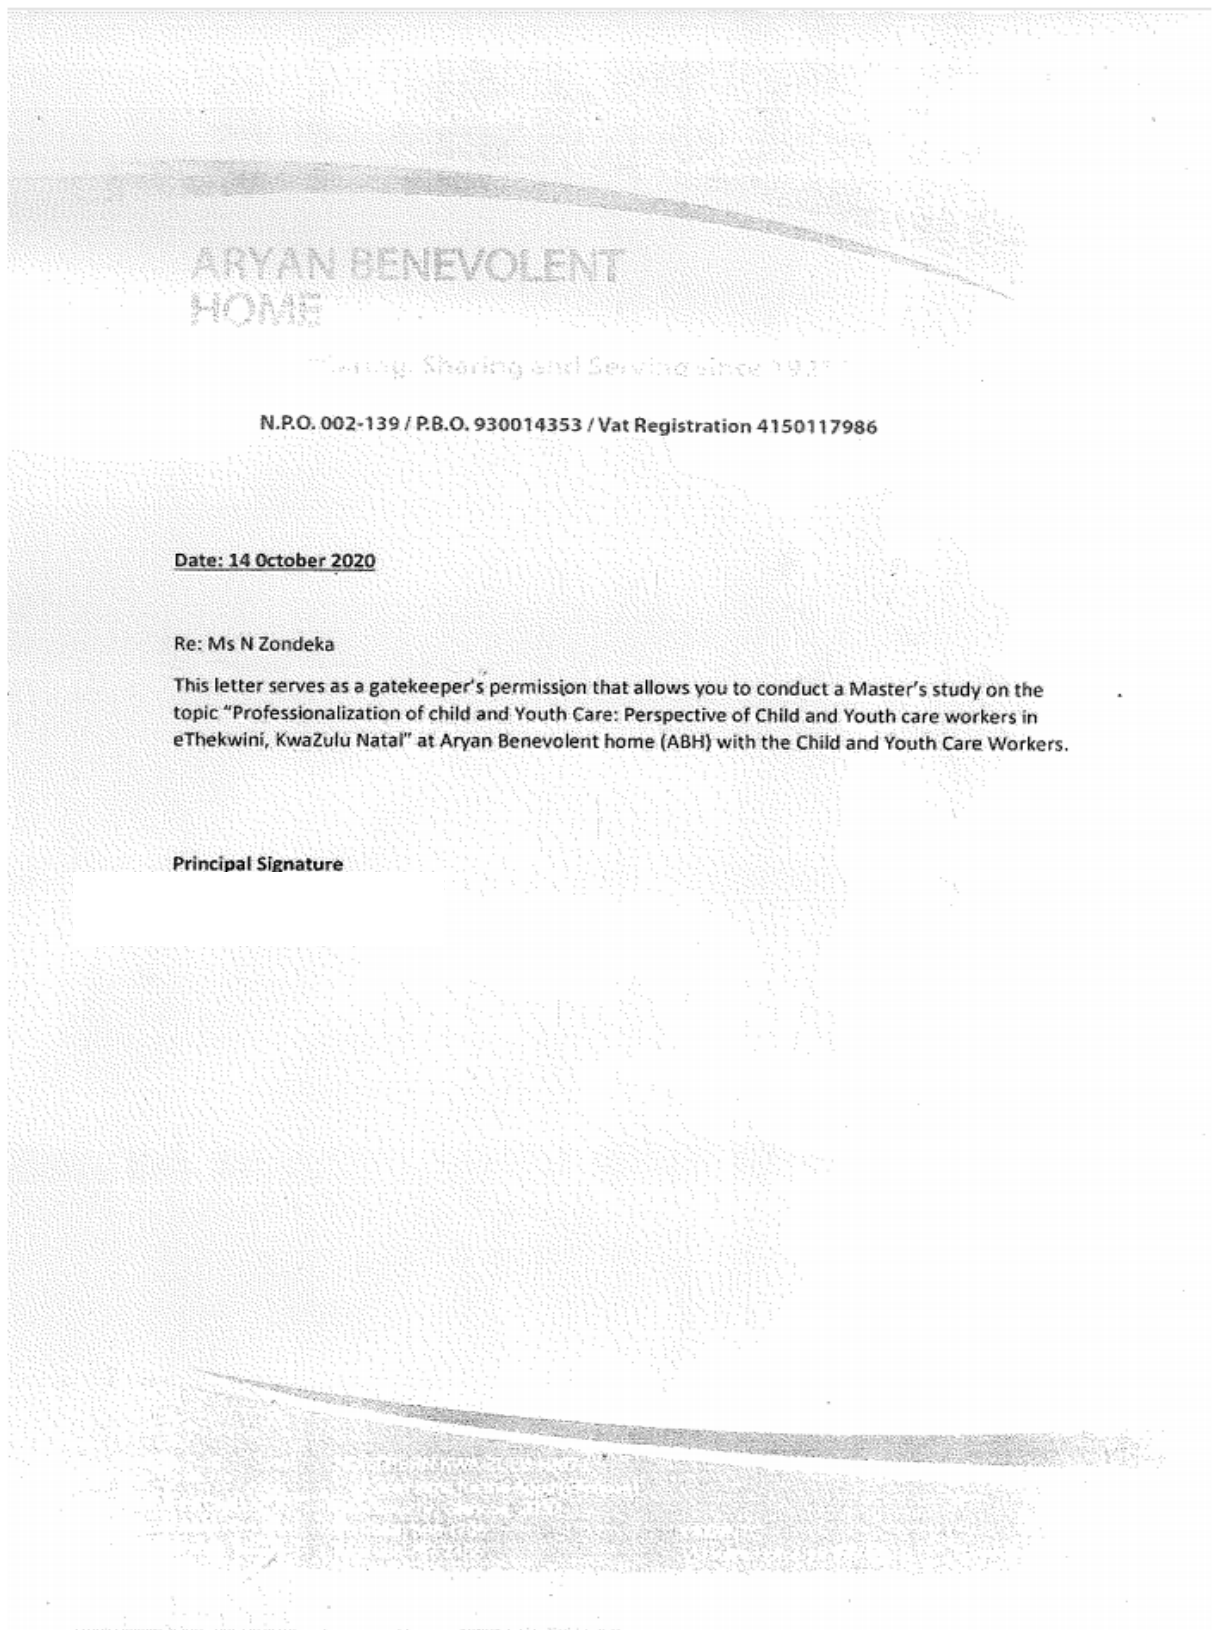 ARYAN BENEVOLENT
HOME
Sharing and Serving since
N.P.O. 002-139 / P.B.O. 930014353 / Vat Registration 4150117986
Date: 14 October 2020
Re: Ms N Zondeka
This letter serves as a gatekeeper's permission that allows you to conduct a Master's study on the
topic "Professionalization of child and Youth Care: Perspective of Child and Youth care workers in
eThekwini, KwaZulu Natal" at Aryan Benevolent home (ABH) with the Child and Youth Care Workers.
Principal Signature